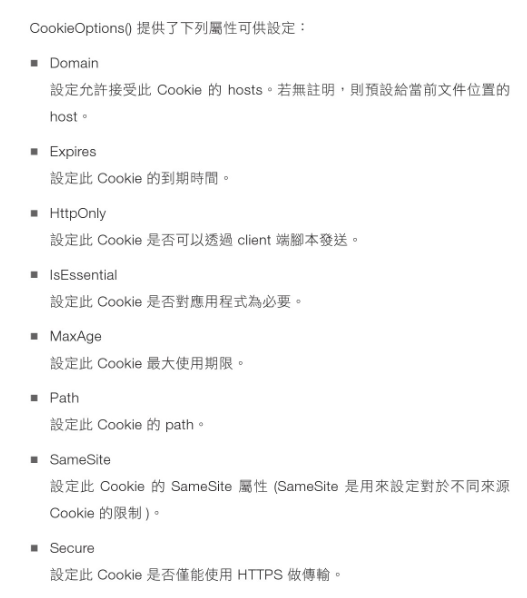 CookieOptions() 提供了下列屬性可供設定：
■ Domain
設定允許接受此 Cookie 的 hosts。若無註明，則預設給當前文件位置的
host。
■ Expires
設定此 Cookie 的到期時間。
■ HttpOnly
設定此 Cookie 是否可以透過 client 端腳本發送。
■ IsEssential
設定此 Cookie 是否對應用程式為必要。
■ MaxAge
設定此 Cookie 最大使用期限。
■ Path
設定此 Cookie 的 path。
■ SameSite
設定此 Cookie 的 SameSite 屬性 (SameSite 是用來設定對於不同來源
Cookie 的限制 )。
■ Secure
設定此 Cookie 是否僅能使用 HTTPS 做傳輸。